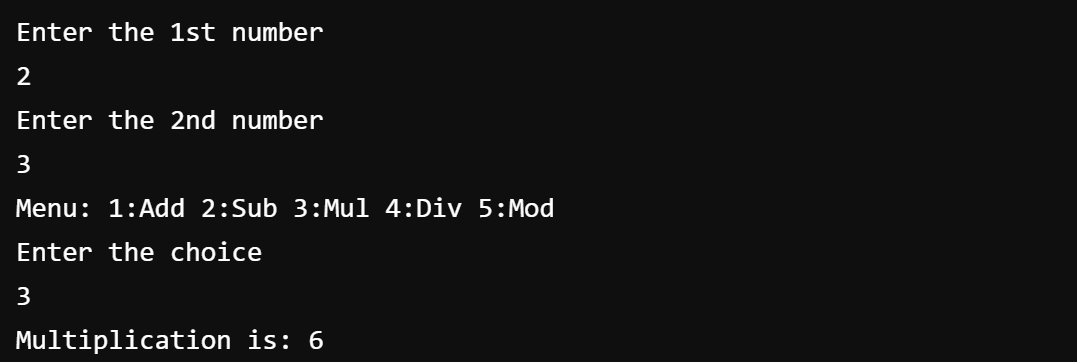 Enter the 1st number
2
Enter the 2nd number
3
Menu: 1:Add 2:Sub 3:Mul 4:Div 5:Mod
Enter the choice
3
Multiplication is: 6